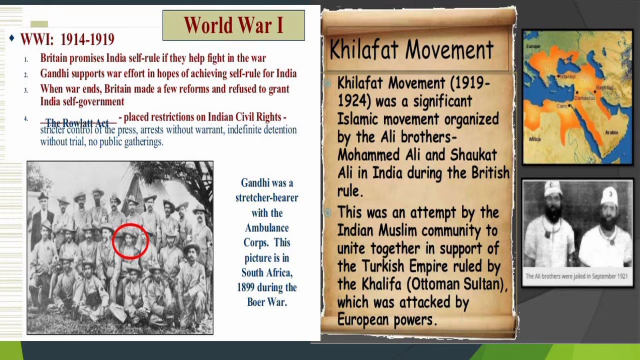 World War I
WWI: 1914-1919
1. Britain promises India self-rule if they help fight in the war
2. Gandhi supports war effort in hopes of achieving self-rule for India
3. When war ends, Britain made a few reforms and refused to grant
India self-government
4. The Rowlatt Act - placed restrictions on Indian Civil Rights -
stricter control of the press, arrests without warrant, indefinite detention
without trial, no public gatherings.
Gandhi was a
stretcher-bearer
with the
Ambulance
Corps. This
picture is in
South Africa,
1899 during the
Boer War.
Khilafat Movement
Khilafat Movement (1919-
1924) was a significant
Islamic movement organized
by the Ali brothers-
Mohammed Ali and Shaukat
Ali in India during the British
rule.
This was an attempt by the
Indian Muslim community to
unite together in support of
the Turkish Empire ruled by
the Khalifa (Ottoman Sultan),
which was attacked by
European powers.
Europe
Istanbul
Damascus
Baghdad
Cairo
Africa
Arabia
The Ali-brothers were jailed in September 1921